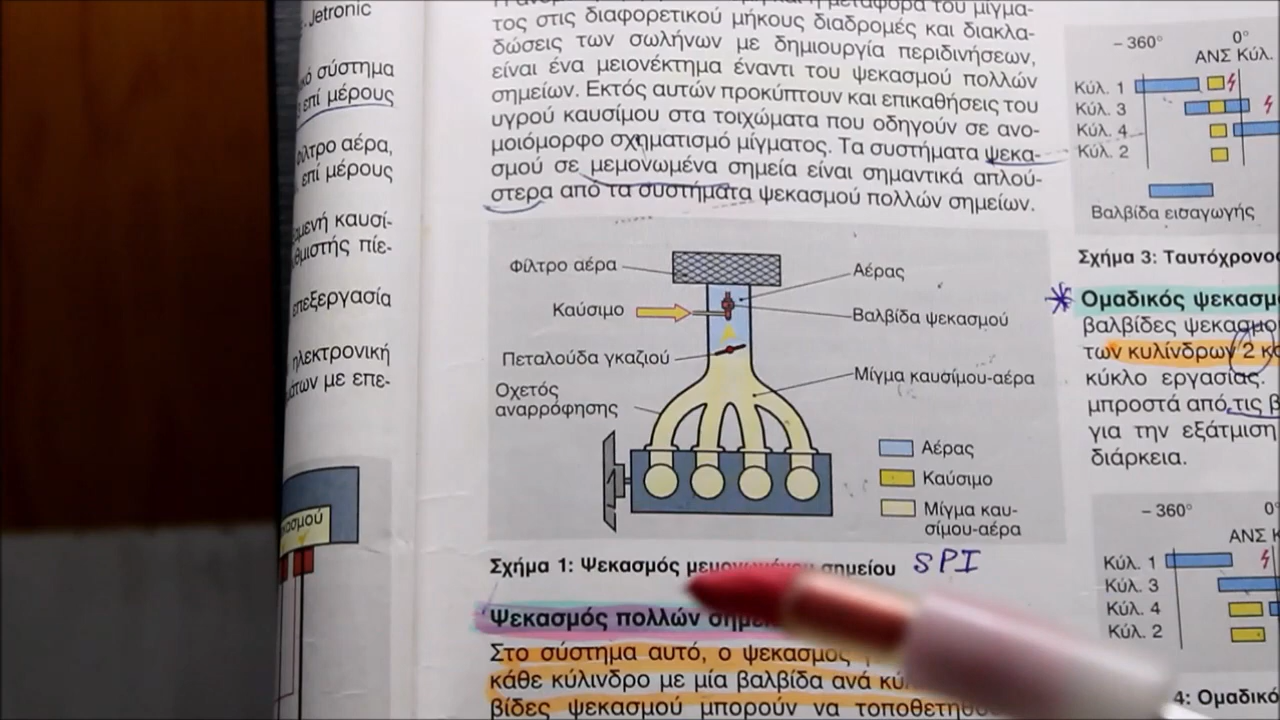 Jetronic
σύστημα
επί μέρους
φίλτρο αέρα,
επί μέρους
καυσί-
πίε-
επεξεργασία
ηλεκτρονική
με επε-
τος στις διαφορετικού μήκους διαδρομές και διακλα-
δώσεις των σωλήνων με δημιουργία περιδινήσεων,
είναι ένα μειονέκτημα έναντι του ψεκασμού πολλών
σημείων. Εκτός αυτών προκύπτουν και επικαθήσεις του
υγρού καυσίμου στα τοιχώματα που οδηγούν σε ανο-
μοιόμορφο σχηματισμό μίγματος. Τα συστήματα ψεκα-
σμού σε μεμονωμένα σημεία είναι σημαντικά απλού-
στερα από τα συστήματα ψεκασμού πολλών σημείων.
Φίλτρο αέρα
Αέρας
Καύσιμο
Βαλβίδα ψεκασμού
Πεταλούδα γκαζιού
Μίγμα καυσίμου-αέρα
Οχετός
αναρρόφησης
Αέρας
Καύσιμο
Μίγμα καυ-
σίμου-αέρα
Σχήμα 1: Ψεκασμός μεμονωμένου σημείου SPI
Ψεκασμός πολλών
Στο σύστημα αυτό, ο ψεκασμός
κάθε κύλινδρο με μία βαλβίδα ανά
βίδες ψεκασμού μπορούν να
– 360° 0°
ΑΝΣ Κύλ.
Κύλ. 1
Κύλ. 3
Κύλ. 4
Κύλ. 2
Βαλβίδα εισαγωγής
Σχήμα 3:
* Ομαδικός
βαλβίδες ψεκασμο
των κυλίνδρων 2
κύκλο εργασίας.
μπροστά από τις
για την εξάτμιση
διάρκεια.
– 360°
ΑΝΣ
Κύλ. 1
Κύλ. 3
Κύλ. 4
Κύλ. 2
4: